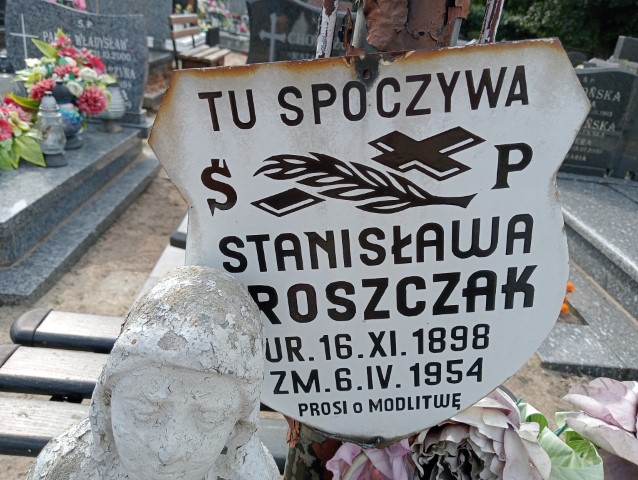 TU SPOCZYWA
Ś P
STANISŁAWA
ROSZCZAK
UR. 16. XI. 1898
ZM. 6. IV. 1954
PROSI o MODLITWĘ